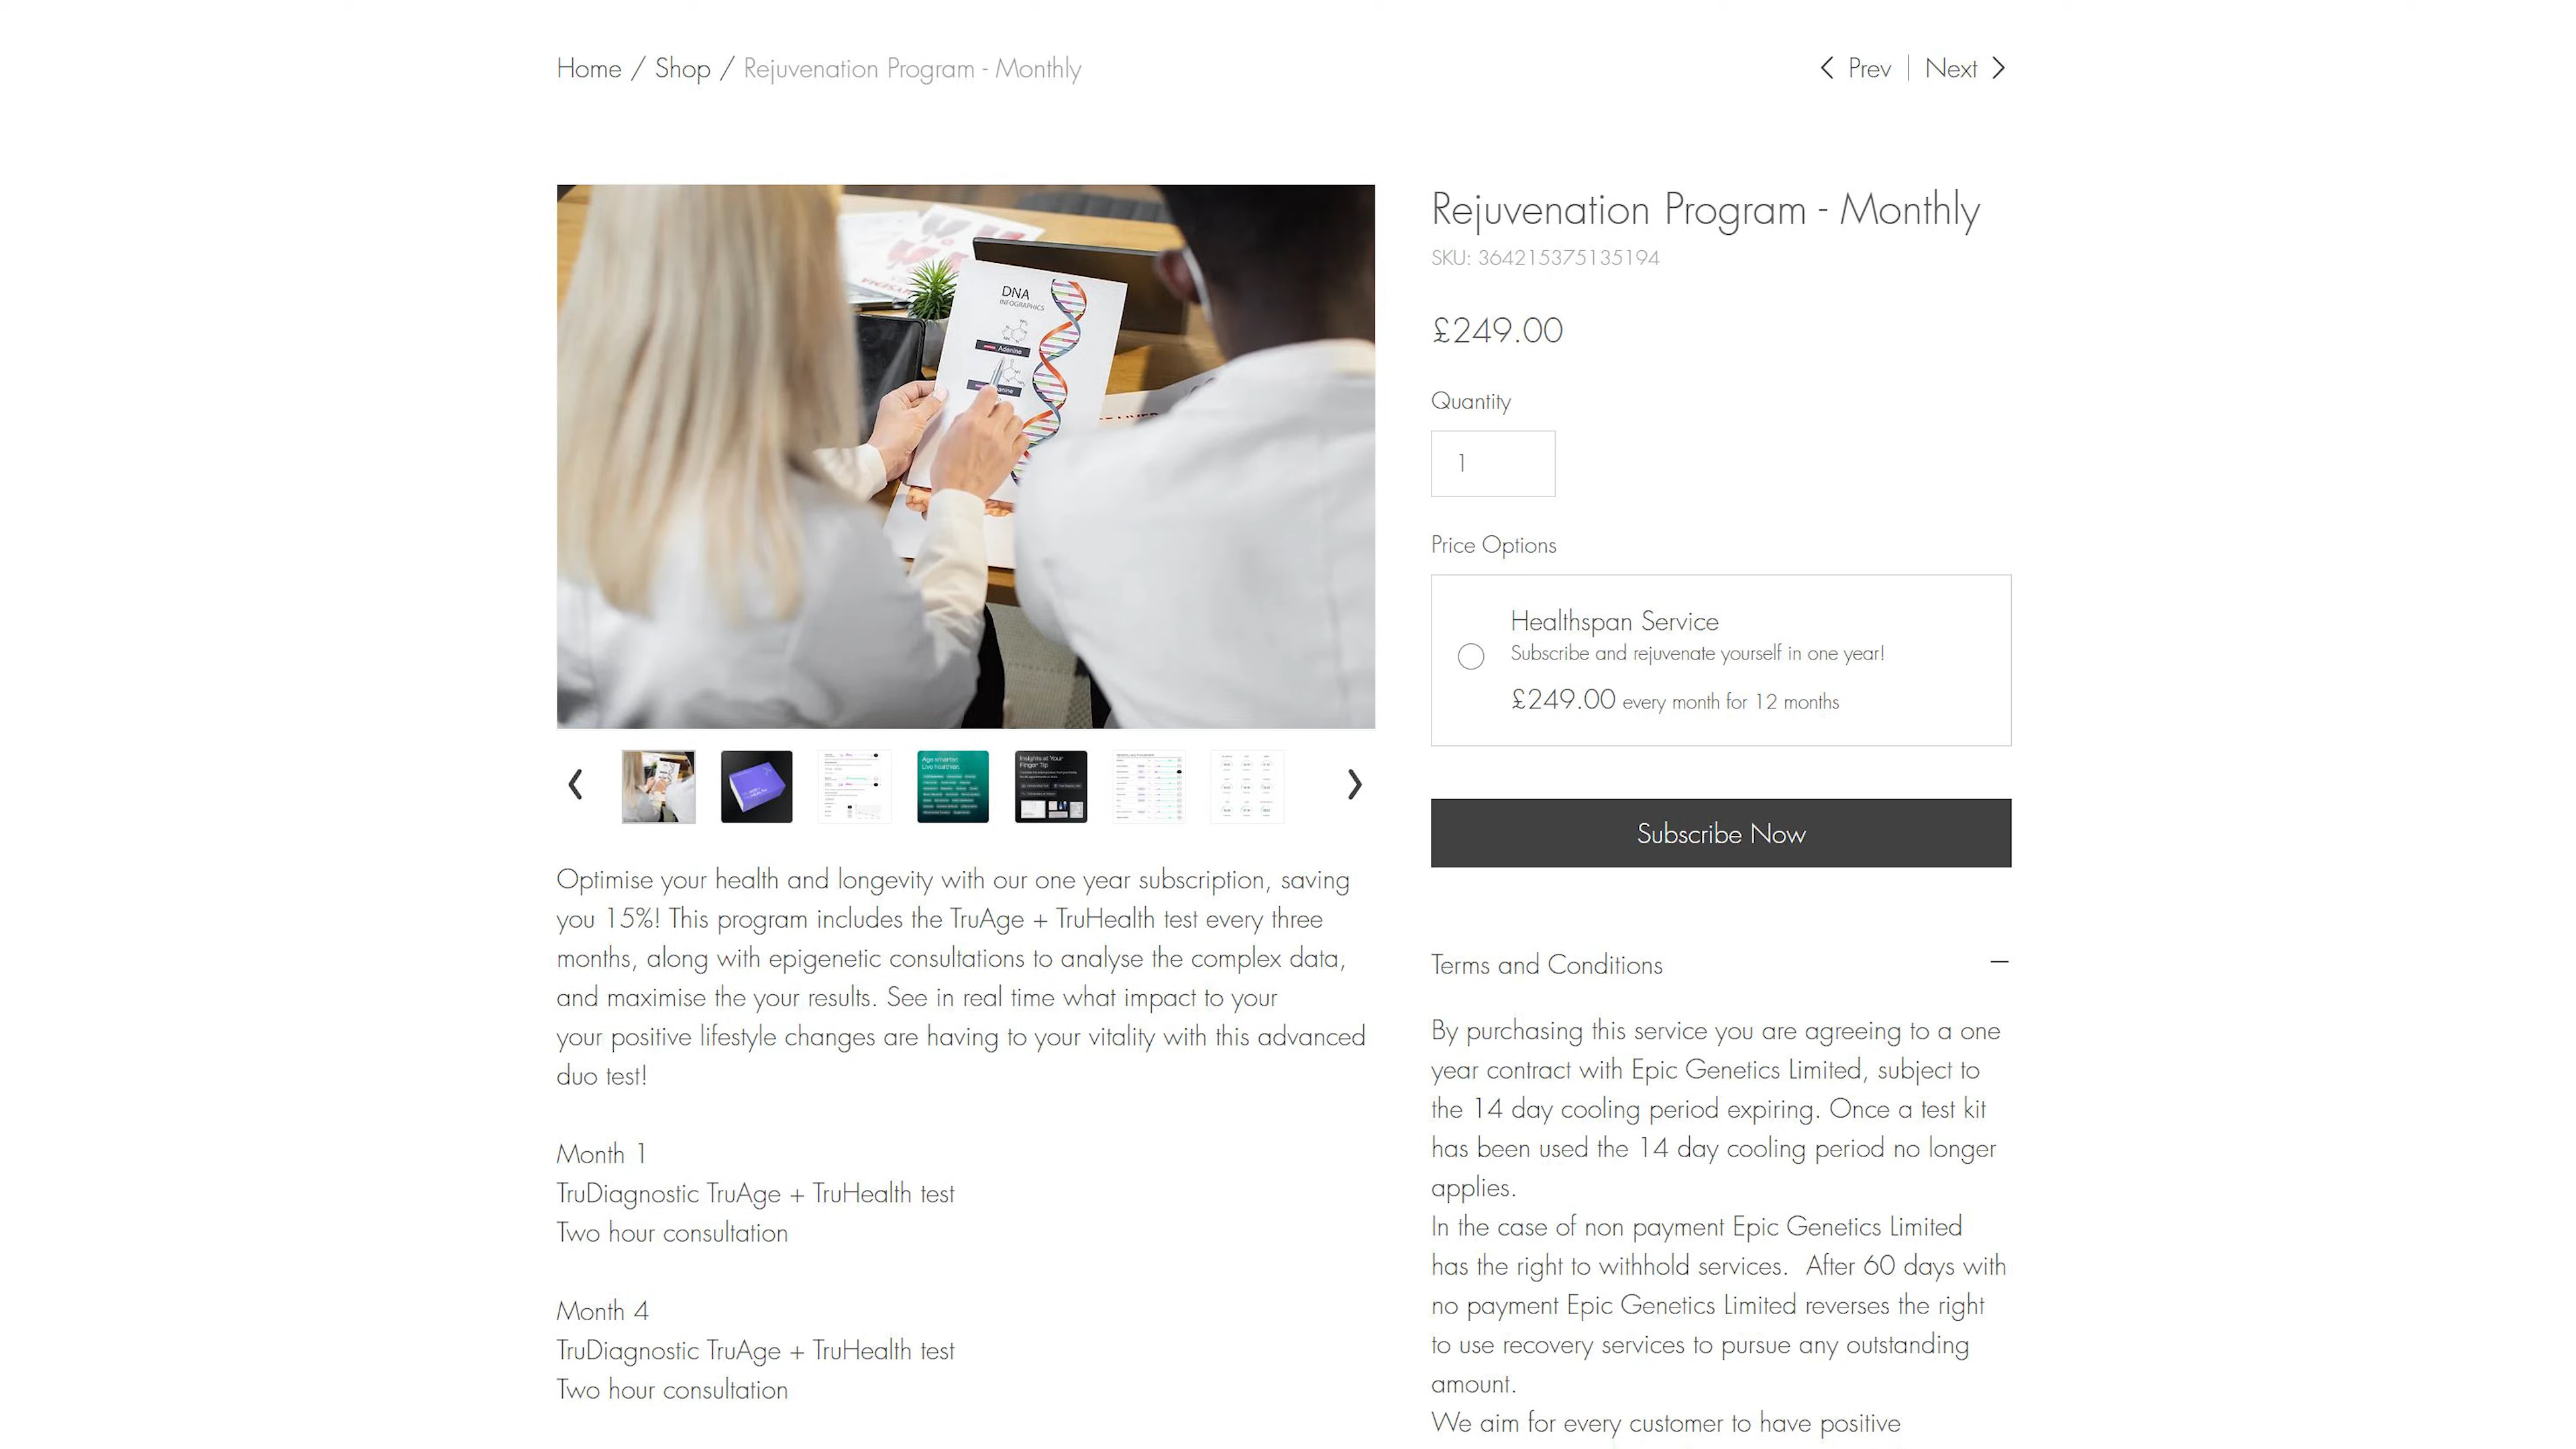 Home / Shop / Rejuvenation Program - Monthly
Prev | Next
DNA
INFOGRAPHICS
Adenine
Rejuvenation Program - Monthly
SKU: 364215375135194
£249.00
Quantity
1
Price Options
Healthspan Service
Subscribe and rejuvenate yourself in one year!
£249.00 every month for 12 months
Subscribe Now
Age smarter.
Live healthier.
Insights at Your
Finger Tip
Optimise your health and longevity with our one year subscription, saving
you 15%! This program includes the TruAge + TruHealth test every three
months, along with epigenetic consultations to analyse the complex data,
and maximise the your results. See in real time what impact to your
your positive lifestyle changes are having to your vitality with this advanced
duo test!
Month 1
TruDiagnostic TruAge + TruHealth test
Two hour consultation
Month 4
TruDiagnostic TruAge + TruHealth test
Two hour consultation
Terms and Conditions
By purchasing this service you are agreeing to a one
year contract with Epic Genetics Limited, subject to
the 14 day cooling period expiring. Once a test kit
has been used the 14 day cooling period no longer
applies.
In the case of non payment Epic Genetics Limited
has the right to withhold services. After 60 days with
no payment Epic Genetics Limited reverses the right
to use recovery services to pursue any outstanding
amount.
We aim for every customer to have positive